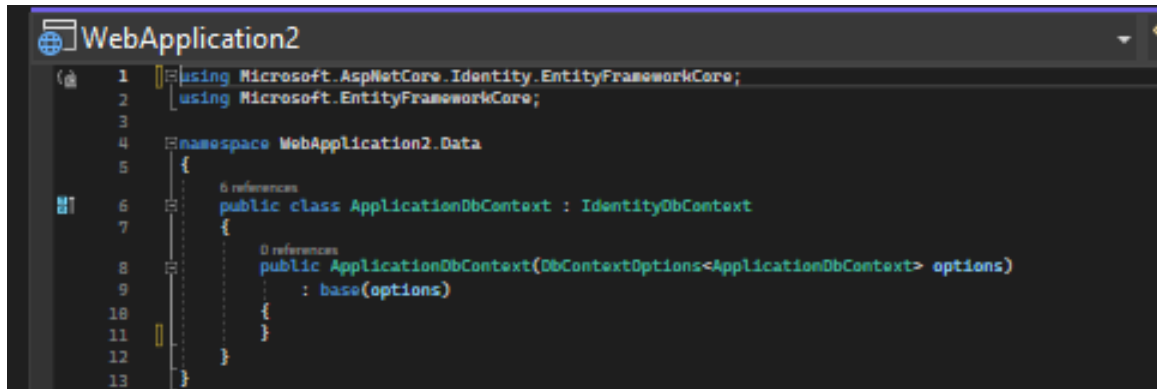 WebApplication2
1 using Microsoft.AspNetCore.Identity.EntityFrameworkCore;
2 using Microsoft.EntityFrameworkCore;
3
4 namespace WebApplication2.Data
5 {
6 references
6 public class ApplicationDbContext : IdentityDbContext
7 {
0 references
8 public ApplicationDbContext(DbContextOptions<ApplicationDbContext> options)
9 : base(options)
10 {
11 }
12 }
13 }